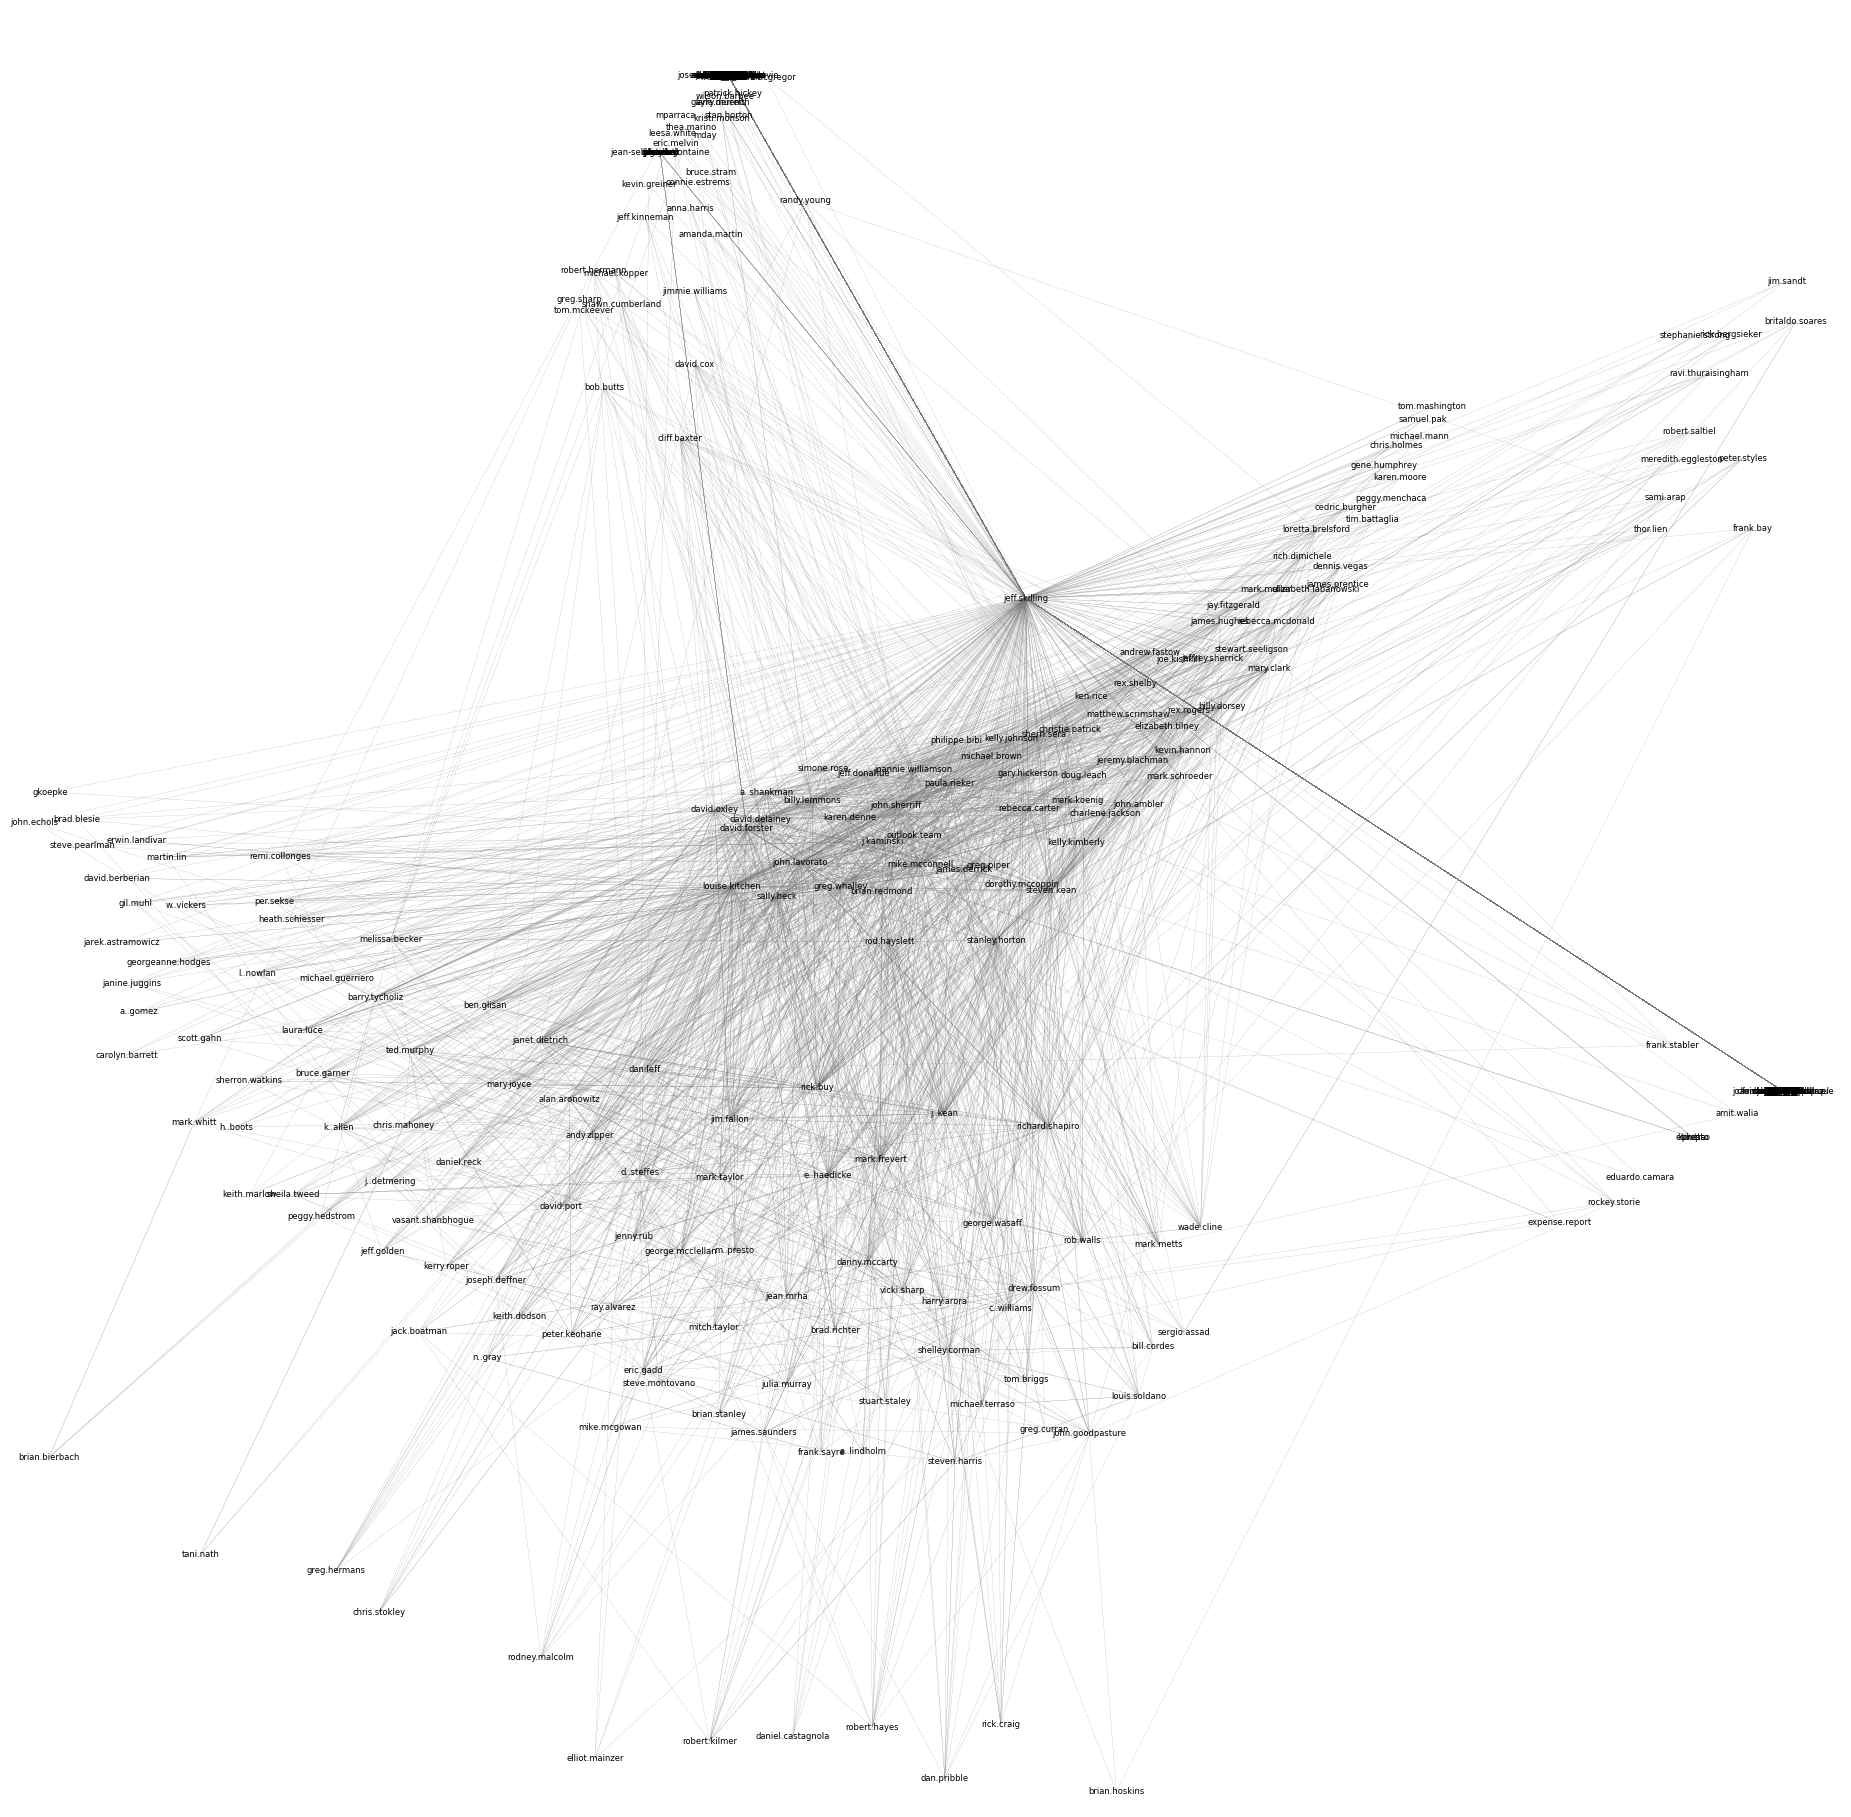 patrick.hickey
mparraca
stan.horton
kristi.monson
thea.marino
leesa.white
mday
eric.melvin
bruce.stram
connie.estrems
kevin.greiner
randy.young
anna.harris
jeff.kinneman
amanda.martin
robert.hermann
michael.kopper
jim.sandt
jimmie.williams
greg.sharp
shawn.cumberland
tom.mckeever
britaldo.soares
stephanie.strong
rick.bergsieker
david.cox
ravi.thuraisingham
bob.butts
tom.mashington
samuel.pak
robert.saltiel
michael.mann
cliff.baxter
chris.holmes
meredith.eggleston
peter.styles
gene.humphrey
karen.moore
peggy.menchaca
sami.arap
cedric.burgher
tim.battaglia
loretta.brelsford
thor.lien
frank.bay
rich.dimichele
dennis.vegas
james.prentice
elizabeth.labanowski
jeff.skilling
jay.fitzgerald
james.hughes
rebecca.mcdonald
stewart.seeligson
andrew.fastow
joe.kishkill
jeffrey.sherrick
mary.clark
rex.shelby
ken.rice
billy.dorsey
rex.rogers
matthew.scrimshaw
elizabeth.tilney
christie.patrick
sherri.sera
kelly.johnson
philippe.bibi
kevin.hannon
michael.brown
jeremy.blachman
simone.rose
joannie.williamson
jeff.donahue
gary.hickerson
doug.leach
mark.schroeder
paula.rieker
gkoepke
a..shankman
billy.lemmons
mark.koenig
john.ambler
john.sherriff
rebecca.carter
david.oxley
charlene.jackson
karen.denne
david.delainey
brad.blesie
john.echols
david.forster
outlook.team
erwin.landivar
j.kaminski
kelly.kimberly
steve.pearlman
martin.lin
remi.collonges
john.lavorato
mike.mcconnell
greg.piper
james.derrick
david.berberian
dorothy.mccoppin
louise.kitchen
greg.whalley
brian.redmond
steven.kean
sally.beck
per.sekse
gil.muhl
w..vickers
heath.schiesser
melissa.becker
rod.hayslett
stanley.horton
jarek.astramowicz
georgeanne.hodges
l..nowlan
michael.guerriero
janine.juggins
barry.tycholiz
ben.glisan
a..gomez
laura.luce
scott.gahn
janet.dietrich
frank.stabler
ted.murphy
carolyn.barrett
dan.leff
bruce.garner
sherron.watkins
mary.joyce
rick.buy
alan.aronowitz
amit.walia
j..kean
jim.fallon
mark.whitt
h..boots
k..allen
chris.mahoney
richard.shapiro
andy.zipper
mark.frevert
daniel.reck
d..steffes
e..haedicke
mark.taylor
eduardo.camara
j..detmering
keith.marlow
sheila.tweed
rockey.storie
david.port
peggy.hedstrom
vasant.shanbhogue
george.wasaff
expense.report
wade.cline
jenny.rub
rob.walls
mark.metts
jeff.golden
george.mcclellan
m..presto
danny.mccarty
kerry.roper
joseph.deffner
drew.fossum
vicki.sharp
jean.mrha
harry.arora
c..williams
ray.alvarez
keith.dodson
mitch.taylor
jack.boatman
brad.richter
sergio.assad
peter.keohane
bill.cordes
shelley.corman
n..gray
eric.gadd
tom.briggs
steve.montovano
julia.murray
louis.soldano
stuart.staley
michael.terraso
brian.stanley
mike.mcgowan
james.saunders
greg.curran
john.goodpasture
frank.sayre
steven.harris
brian.bierbach
tani.nath
greg.hermans
chris.stokley
rodney.malcolm
rick.craig
robert.hayes
daniel.castagnola
robert.kilmer
elliot.mainzer
dan.pribble
brian.hoskins